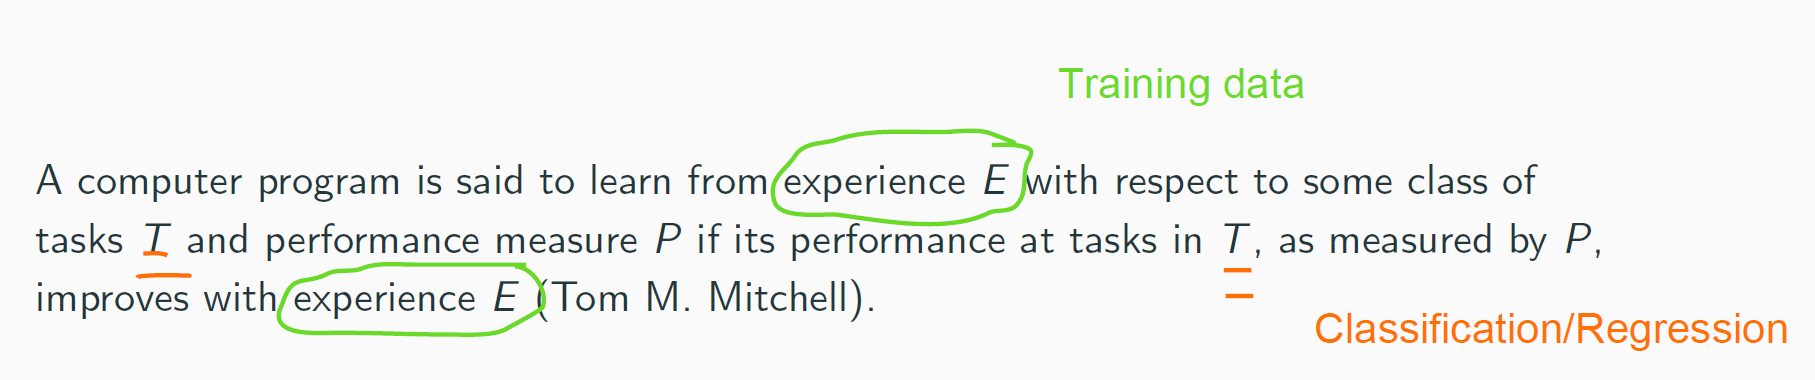 Training data
A computer program is said to learn from experience E with respect to some class of
tasks T and performance measure P if its performance at tasks in T, as measured by P,
improves with experience E (Tom M. Mitchell).
Classification/Regression